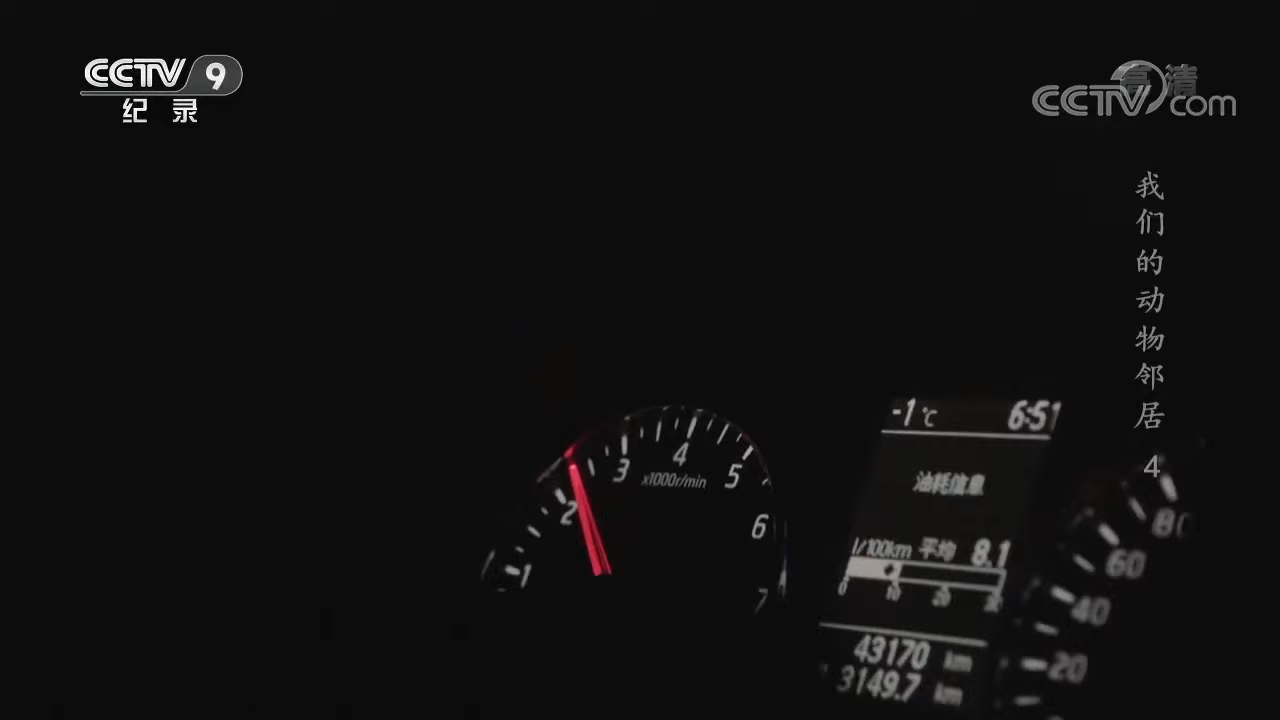 CCTV 9
纪录
高清
CCTV.com
我们的动物邻居 4
-1℃ 6:51
油耗信息
l/100km 平均 8.1
0 10 20 30
43170 km
3149.7 km
1 2 3 4 5 6 7
x1000r/min
20 40 60 80